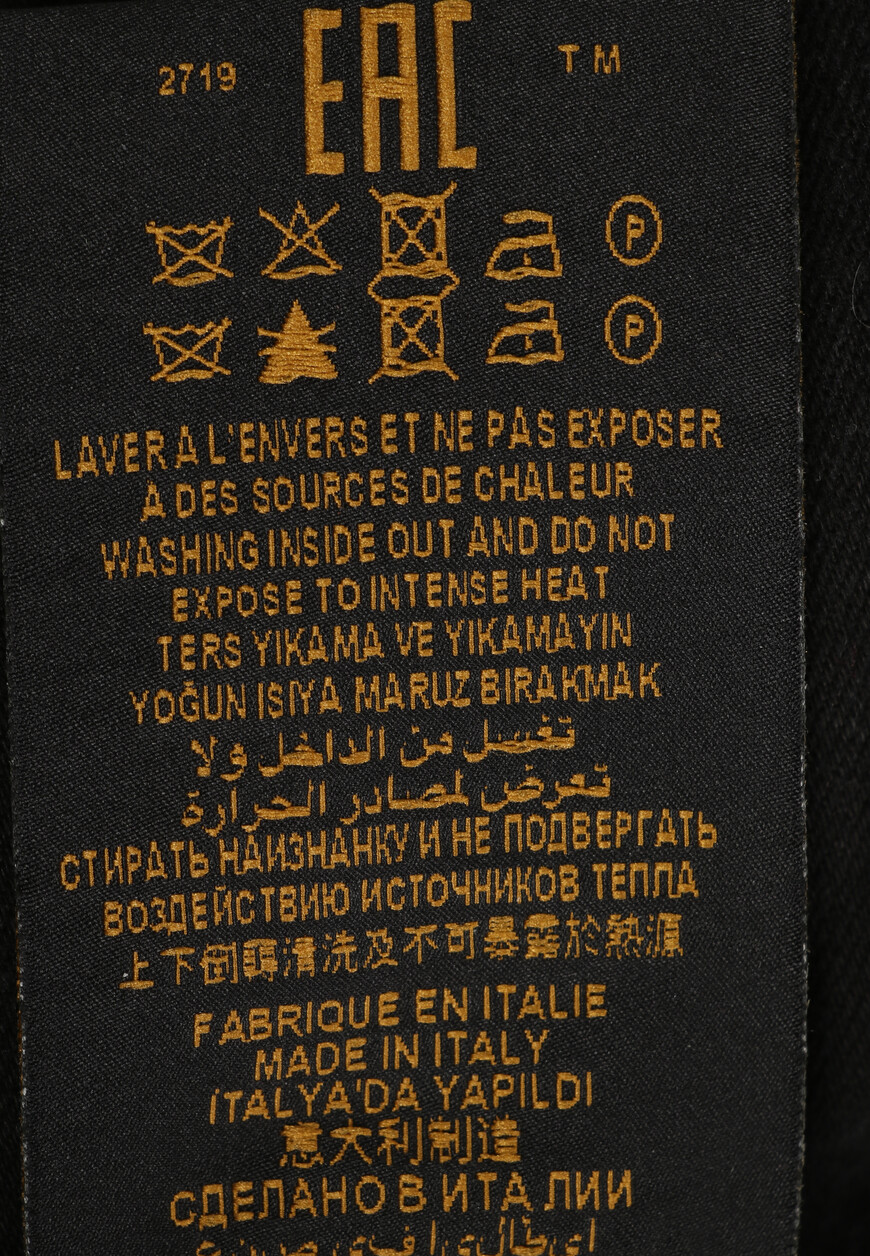 2719 EAC TM
P
P
LAVER A L'ENVERS ET NE PAS EXPOSER
A DES SOURCES DE CHALEUR
WASHING INSIDE OUT AND DO NOT
EXPOSE TO INTENSE HEAT
TERS YIKAMA VE YIKAMAYIN
YOĞUN ISIYA MARUZ BIRAKMAK
تغسل من الداخل ولا
تعرض لمصادر الحرارة
СТИРАТЬ НАИЗНАНКУ И НЕ ПОДВЕРГАТЬ
ВОЗДЕЙСТВИЮ ИСТОЧНИКОВ ТЕПЛА
上下倒翻清洗及不可暴露於熱源
FABRIQUE EN ITALIE
MADE IN ITALY
İTALYA'DA YAPILDI
意大利制造
СДЕЛАНО В ИТАЛИИ